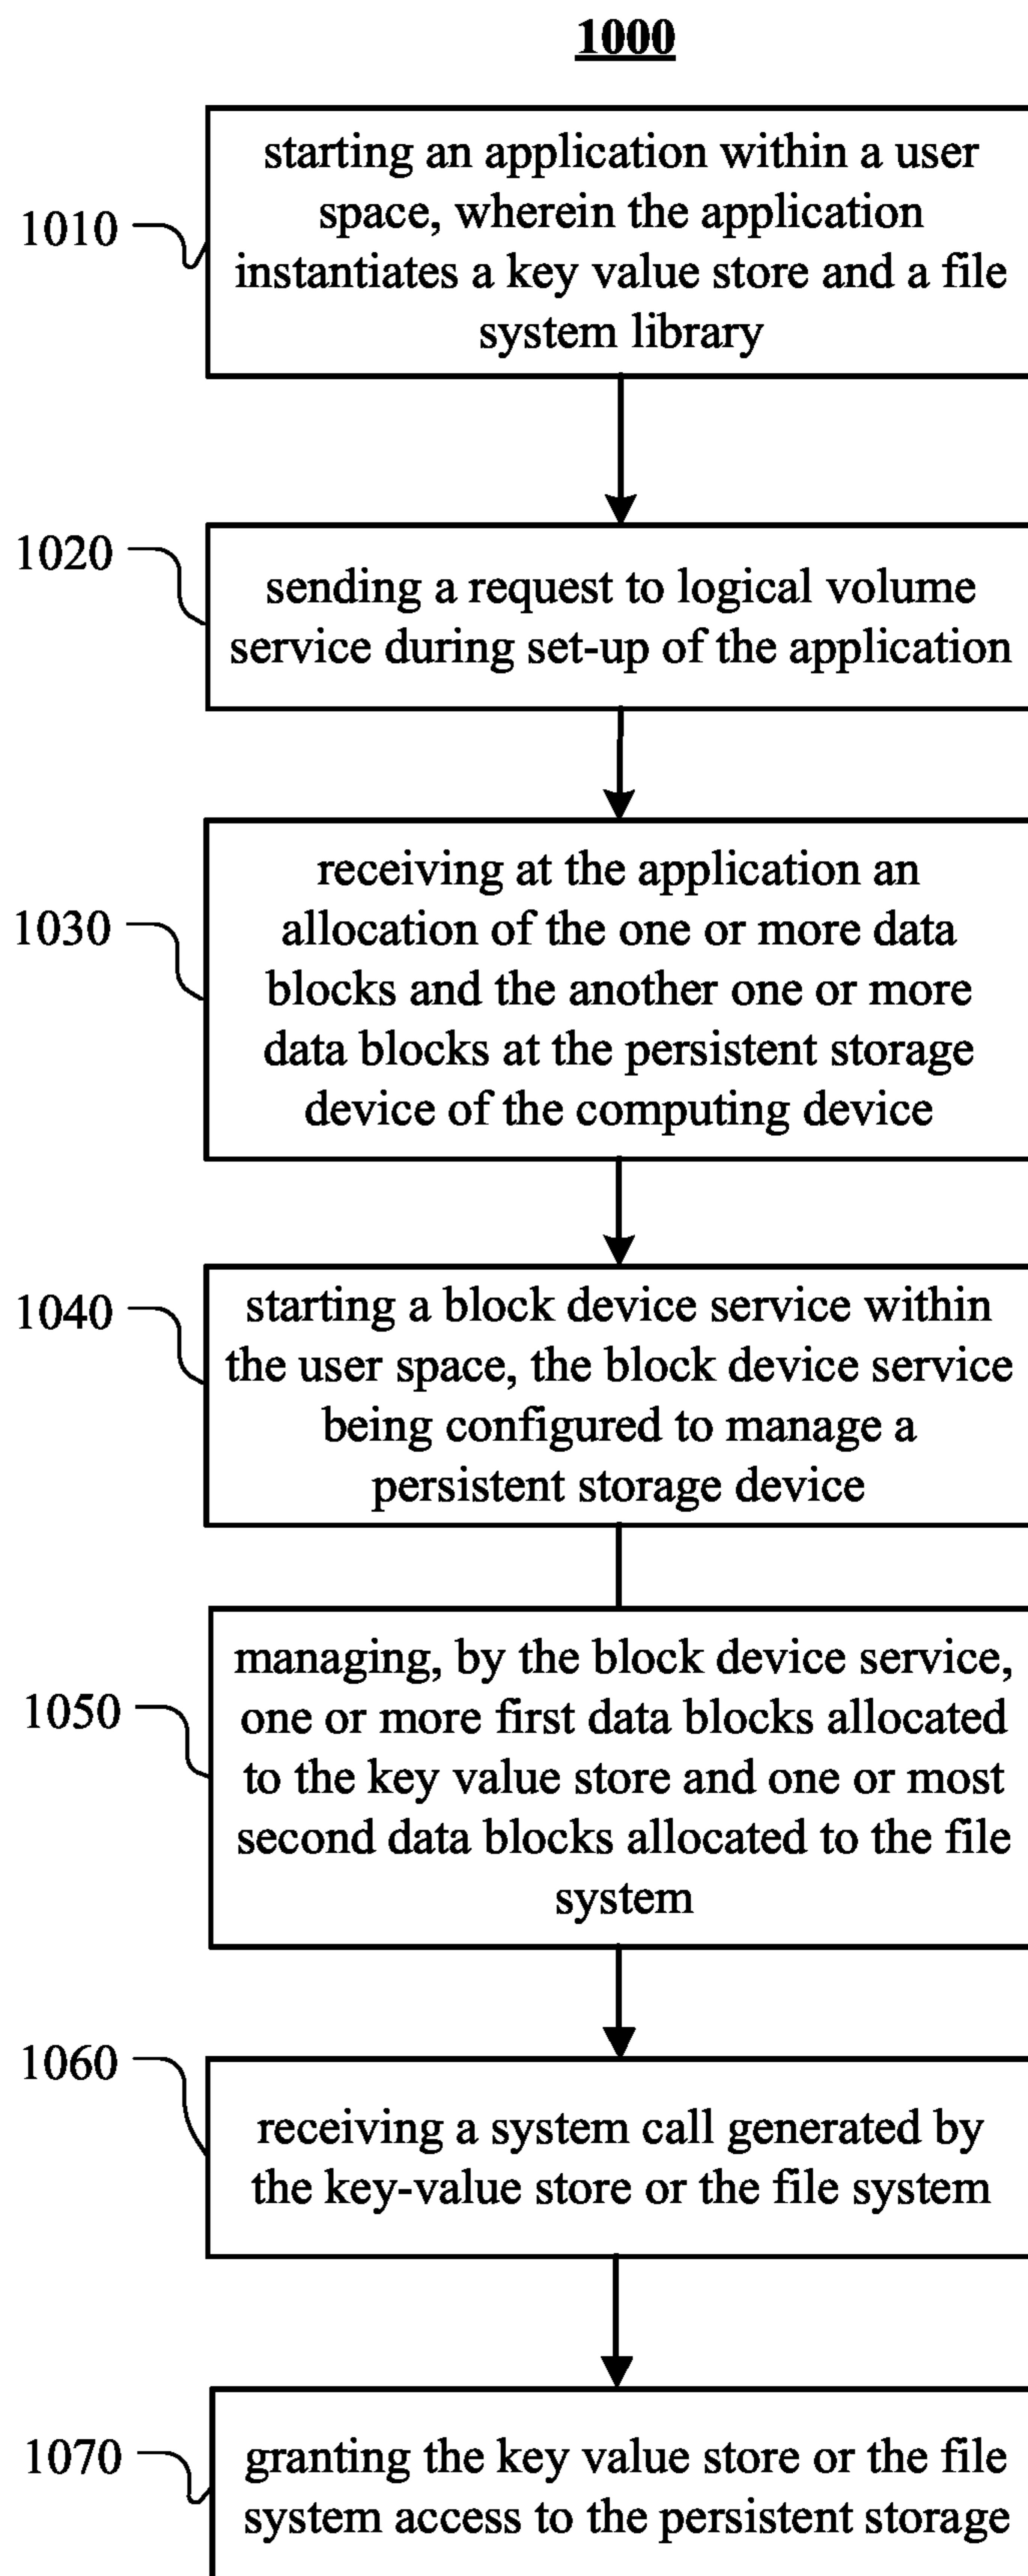 1000
1010
starting an application within a user
space, wherein the application
instantiates a key value store and a file
system library
1020
sending a request to logical volume
service during set-up of the application
1030
receiving at the application an
allocation of the one or more data
blocks and the another one or more
data blocks at the persistent storage
device of the computing device
1040
starting a block device service within
the user space, the block device service
being configured to manage a
persistent storage device
1050
managing, by the block device service,
one or more first data blocks allocated
to the key value store and one or most
second data blocks allocated to the file
system
1060
receiving a system call generated by
the key-value store or the file system
1070
granting the key value store or the file
system access to the persistent storage